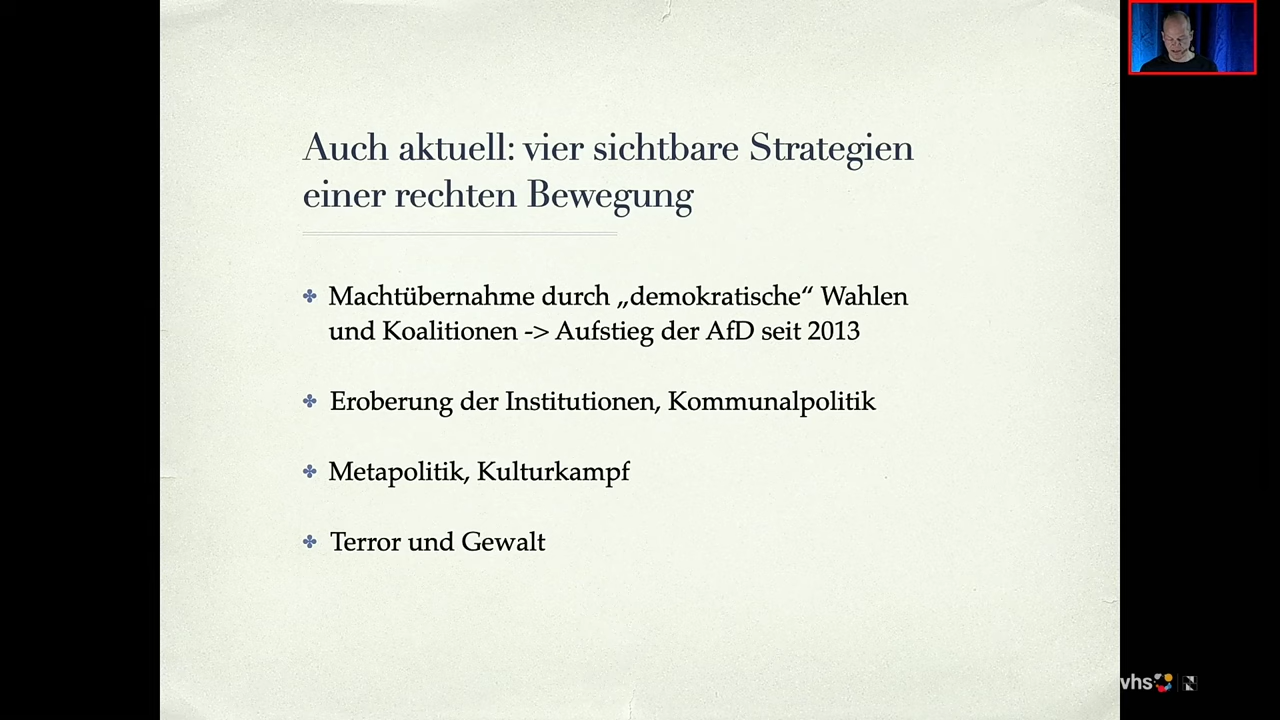 Auch aktuell: vier sichtbare Strategien
einer rechten Bewegung
Machtübernahme durch „demokratische“ Wahlen
und Koalitionen -> Aufstieg der AfD seit 2013
Eroberung der Institutionen, Kommunalpolitik
Metapolitik, Kulturkampf
Terror und Gewalt
vhs